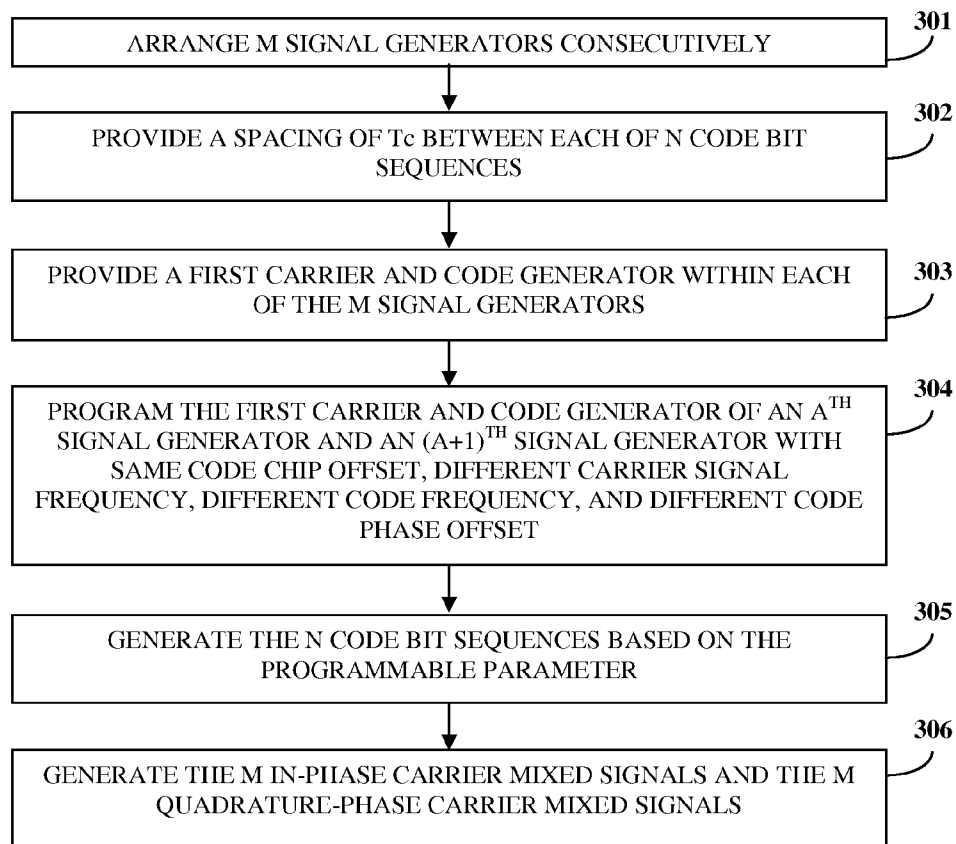 301
ARRANGE M SIGNAL GENERATORS CONSECUTIVELY
302
PROVIDE A SPACING OF Tc BETWEEN EACH OF N CODE BIT
SEQUENCES
303
PROVIDE A FIRST CARRIER AND CODE GENERATOR WITHIN EACH
OF THE M SIGNAL GENERATORS
304
PROGRAM THE FIRST CARRIER AND CODE GENERATOR OF AN A^TH
SIGNAL GENERATOR AND AN (A+1)^TH SIGNAL GENERATOR WITH
SAME CODE CHIP OFFSET, DIFFERENT CARRIER SIGNAL
FREQUENCY, DIFFERENT CODE FREQUENCY, AND DIFFERENT CODE
PHASE OFFSET
305
GENERATE THE N CODE BIT SEQUENCES BASED ON THE
PROGRAMMABLE PARAMETER
306
GENERATE THE M IN-PHASE CARRIER MIXED SIGNALS AND THE M
QUADRATURE-PHASE CARRIER MIXED SIGNALS